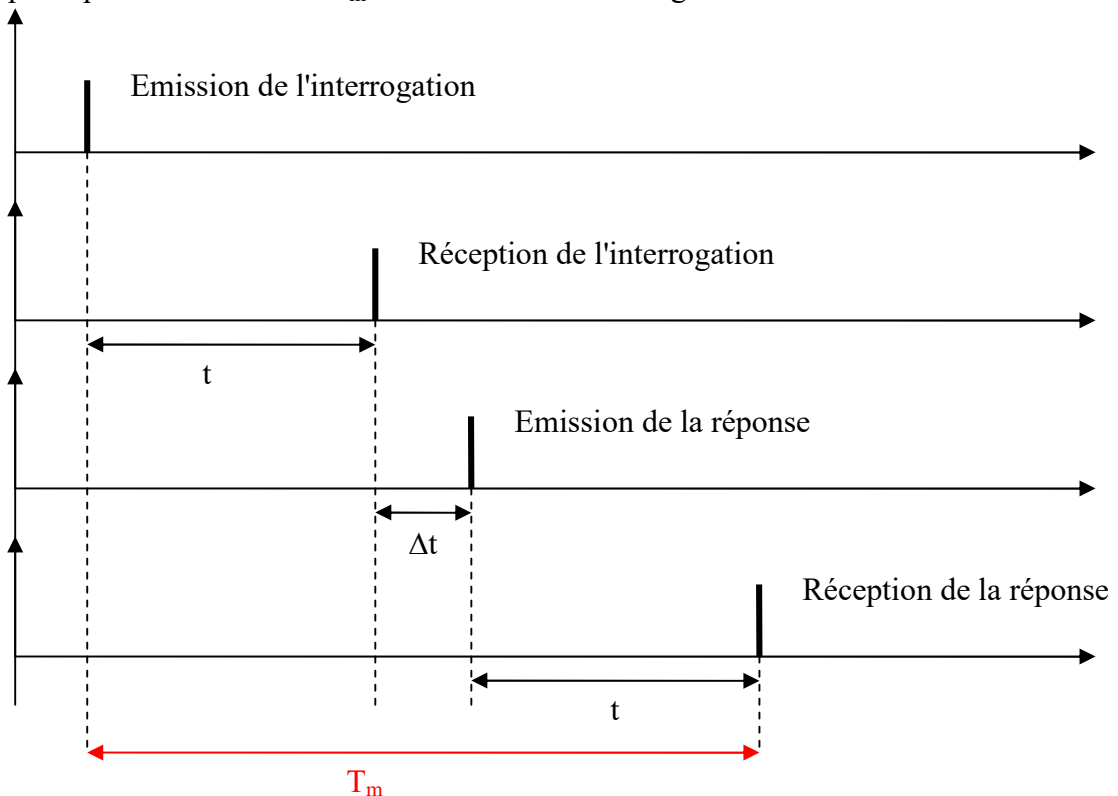 Emission de l'interrogation
Réception de l'interrogation
t
Emission de la réponse
Δt
Réception de la réponse
t
Tm